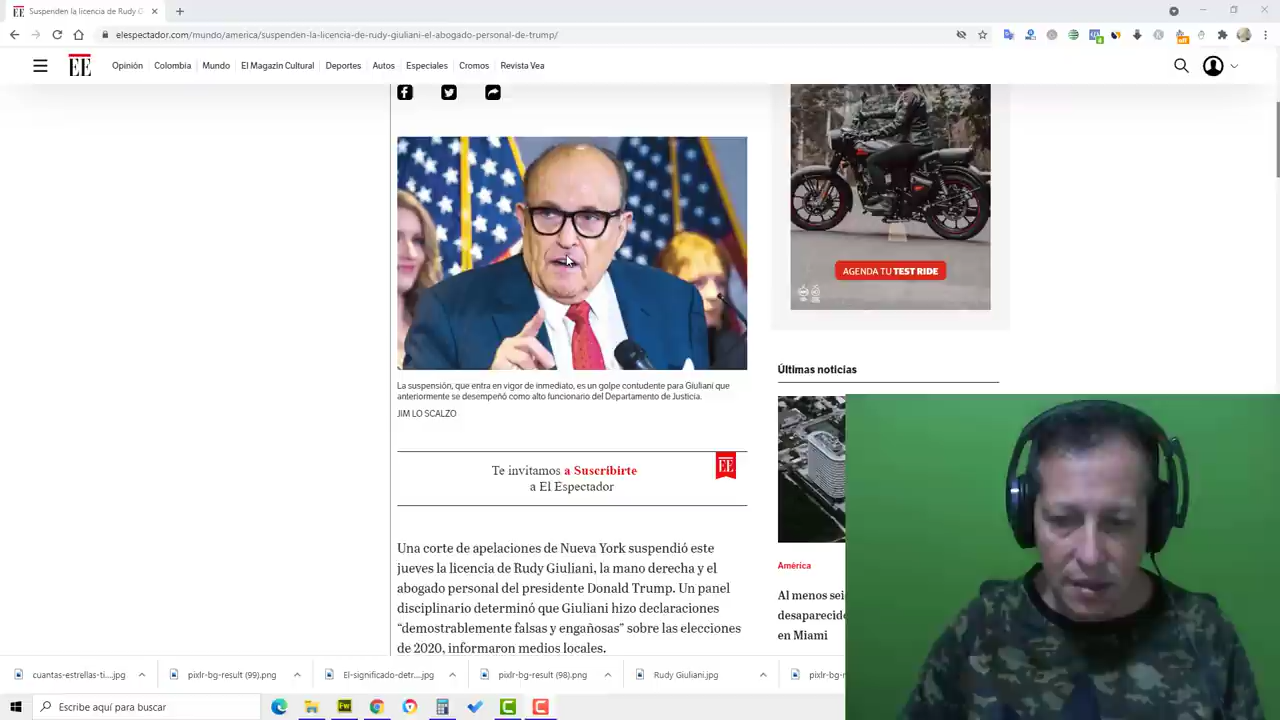 Suspenden la licencia de Rudy G
elespectador.com/mundo/america/suspenden-la-licencia-de-rudy-giuliani-el-abogado-personal-de-trump/
EE
Opinión Colombia Mundo El Magazín Cultural Deportes Autos Especiales Cromos Revista Vea
La suspensión, que entra en vigor de inmediato, es un golpe contudente para Giuliani que
anteriormente se desempeñó como alto funcionario del Departamento de Justicia.
JIM LO SCALZO
Te invitamos a Suscribirte
a El Espectador
EE
Una corte de apelaciones de Nueva York suspendió este
jueves la licencia de Rudy Giuliani, la mano derecha y el
abogado personal del presidente Donald Trump. Un panel
disciplinario determinó que Giuliani hizo declaraciones
“demostrablemente falsas y engañosas” sobre las elecciones
de 2020, informaron medios locales.
AGENDA TU TEST RIDE
Últimas noticias
América
Al menos sei
desaparecido
en Miami
cuantas-estrellas-ti....jpg
pixlr-bg-result (99).png
El-significado-detr....jpg
pixlr-bg-result (98).png
Rudy Giuliani.jpg
pixlr-b
Escribe aquí para buscar
Fw